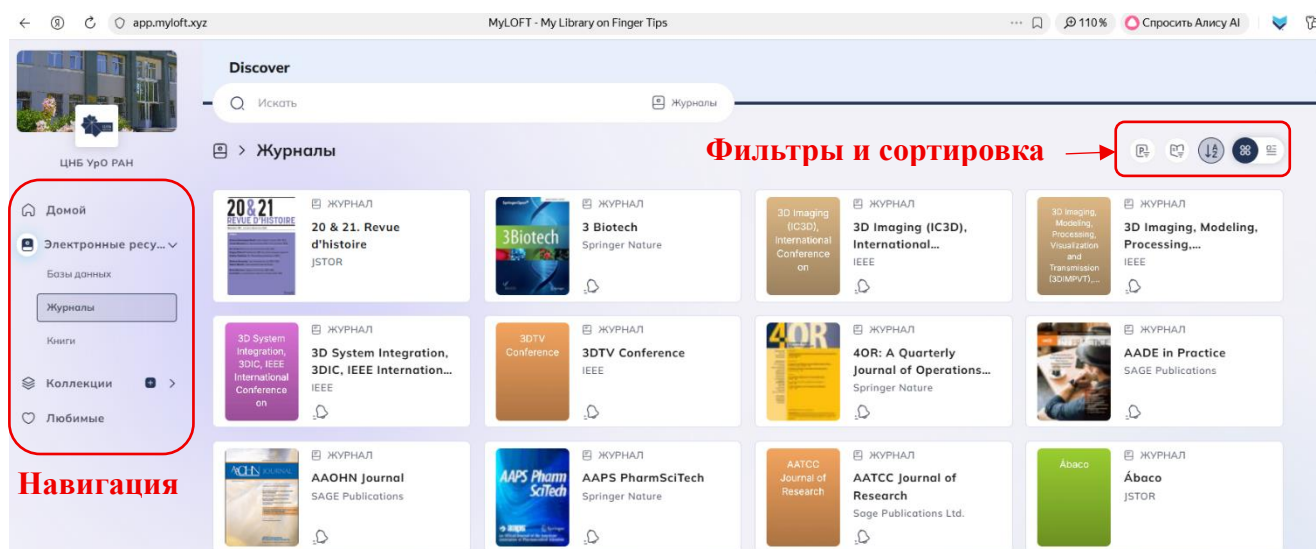 app.myloft.xyz
MyLOFT - My Library on Finger Tips
110 %
Спросить Алису AI
ЦНБ УрО РАН
Домой
Электронные ресу...
Базы данных
Журналы
Книги
Коллекции
Любимые
Навигация
Discover
Искать
Журналы
> Журналы
Фильтры и сортировка
20 & 21
REVUE D'HISTOIRE
ЖУРНАЛ
20 & 21. Revue
d'histoire
JSTOR
3Biotech
ЖУРНАЛ
3 Biotech
Springer Nature
3D Imaging
(IC3D),
International
Conference
on
ЖУРНАЛ
3D Imaging (IC3D),
International...
IEEE
3D Imaging,
Modeling,
Processing,
Visualization
and
Transmission
(3DIMPVT),...
ЖУРНАЛ
3D Imaging, Modeling,
Processing,...
IEEE
3D System
Integration,
3DIC, IEEE
International
Conference
on
ЖУРНАЛ
3D System Integration,
3DIC, IEEE Internation...
IEEE
3DTV
Conference
ЖУРНАЛ
3DTV Conference
IEEE
4OR
ЖУРНАЛ
4OR: A Quarterly
Journal of Operations...
Springer Nature
ЖУРНАЛ
AADE in Practice
SAGE Publications
ЖУРНАЛ
AAOHN Journal
SAGE Publications
AAPS Pharm
SciTech
ЖУРНАЛ
AAPS PharmSciTech
Springer Nature
AATCC
Journal of
Research
ЖУРНАЛ
AATCC Journal of
Research
Sage Publications Ltd.
Ábaco
ЖУРНАЛ
Ábaco
JSTOR